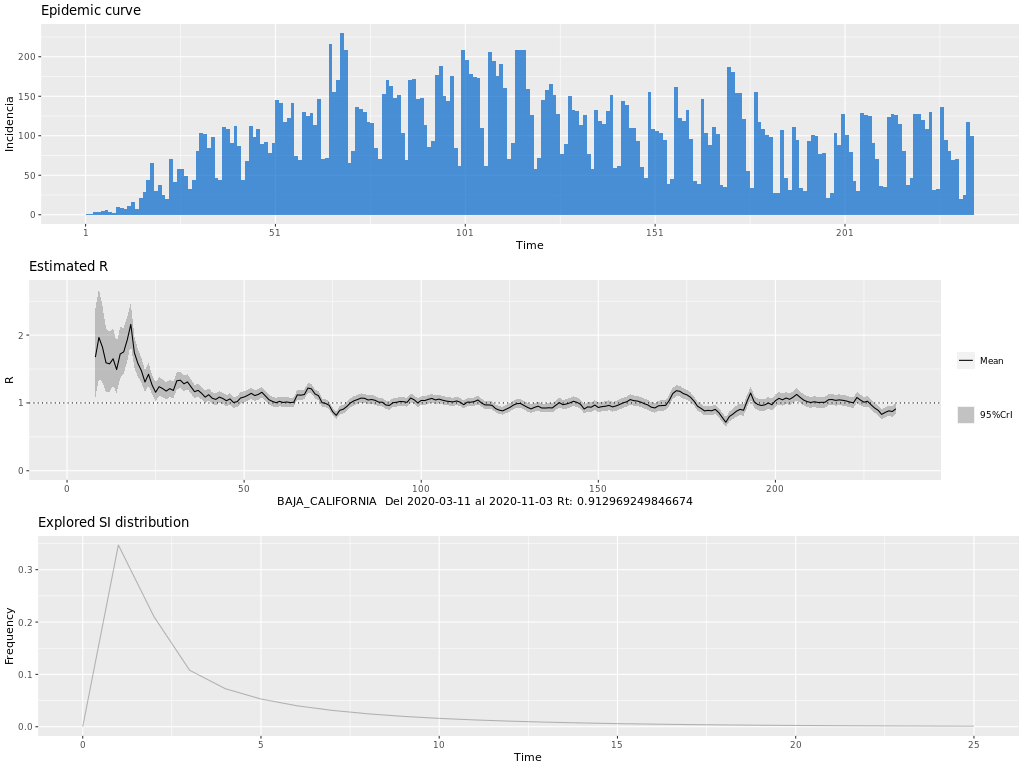 Epidemic curve
200
150
100
50
0
Incidencia
1
51
101
151
201
Time
Estimated R
2
1
0
R
0
50
100
150
200
Mean
95%CrI
BAJA_CALIFORNIA Del 2020-03-11 al 2020-11-03 Rt: 0.912969249846674
Explored SI distribution
0.3
0.2
0.1
0.0
Frequency
0
5
10
15
20
25
Time